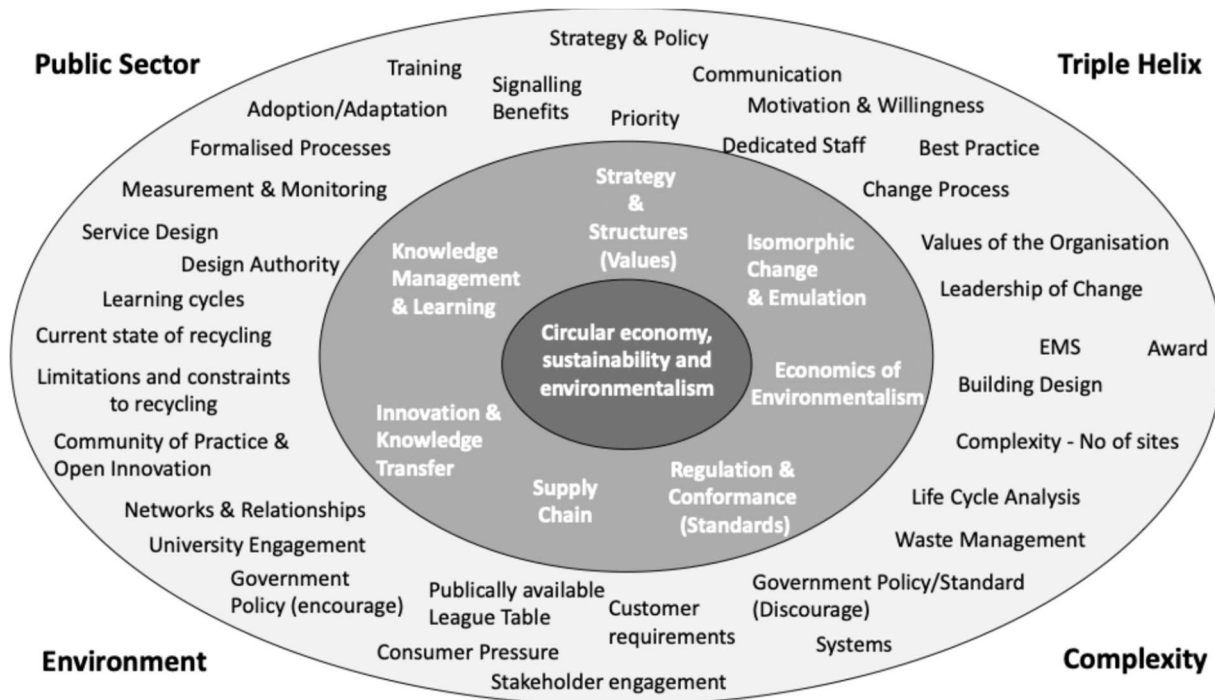 Strategy & Policy
Public Sector
Triple Helix
Training
Communication
Signalling
Benefits
Adoption/Adaptation
Motivation & Willingness
Priority
Formalised Processes
Dedicated Staff
Best Practice
Measurement & Monitoring
Change Process
Strategy
&
Structures
(Values)
Service Design
Design Authority
Knowledge
Management
& Learning
Isomorphic
Change
& Emulation
Values of the Organisation
Leadership of Change
Learning cycles
Current state of recycling
Circular economy,
sustainability and
environmentalism
EMS
Award
Limitations and constraints
to recycling
Economics of
Environmentalism
Building Design
Community of Practice &
Open Innovation
Innovation &
Knowledge
Transfer
Complexity - No of sites
Supply
Chain
Regulation &
Conformance
(Standards)
Life Cycle Analysis
Networks & Relationships
University Engagement
Waste Management
Government
Policy (encourage)
Publically available
League Table
Customer
requirements
Government Policy/Standard
(Discourage)
Systems
Consumer Pressure
Stakeholder engagement
Environment
Complexity